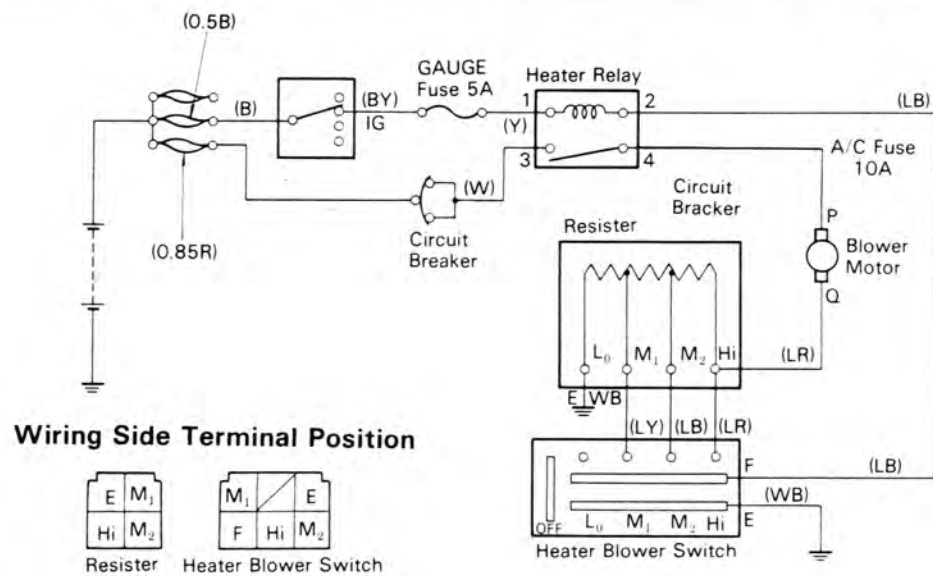 (0.5B)
(B)
(BY)
IG
GAUGE
Fuse 5A
Heater Relay
1
2
(Y)
3
4
(LB)
A/C Fuse
10A
(W)
Circuit
Breaker
(0.85R)
Circuit
Bracker
Resister
P
Blower
Motor
Q
L₀ M₁ M₂ Hi
(LR)
E WB
(LY) (LB) (LR)
F
(LB)
(WB)
E
OFF L₀ M₁ M₂ Hi
Heater Blower Switch
Wiring Side Terminal Position
E M₁
Hi M₂
Resister
M₁ E
F Hi M₂
Heater Blower Switch